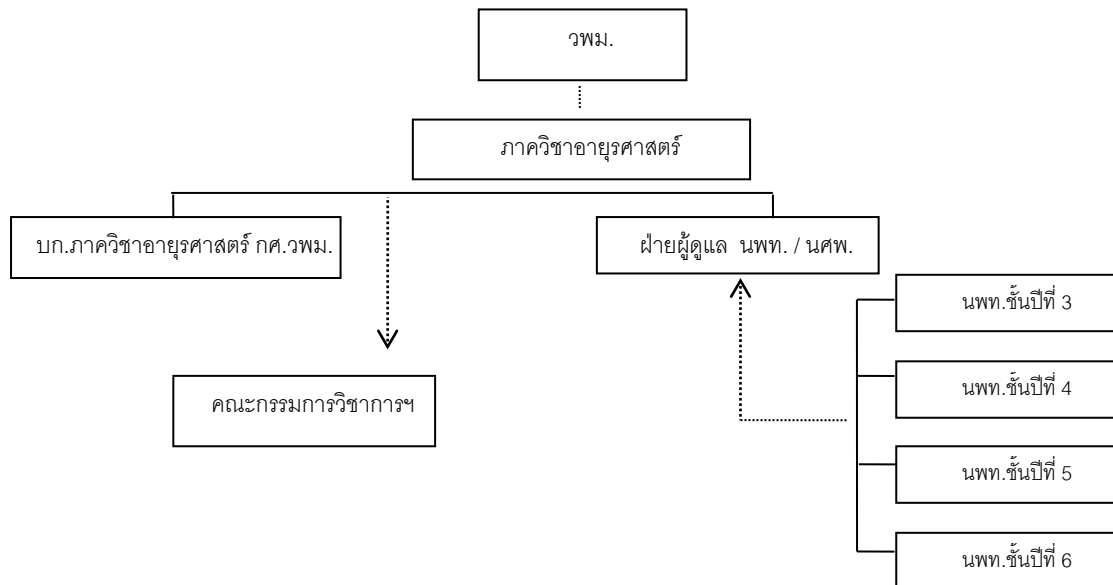 วพม.
ภาควิชาอายุรศาสตร์
บก.ภาควิชาอายุรศาสตร์ กศ.วพม.
ฝ่ายผู้ดูแล นพท. / นศพ.
นพท.ชั้นปีที่ 3
นพท.ชั้นปีที่ 4
คณะกรรมการวิชาการฯ
นพท.ชั้นปีที่ 5
นพท.ชั้นปีที่ 6